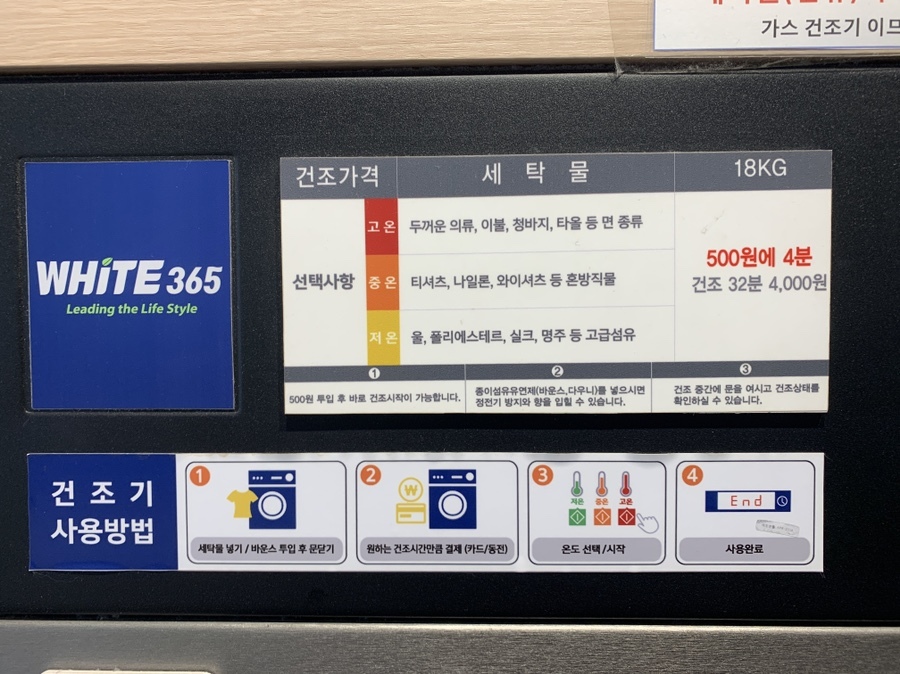 가스 건조기 이므
WHITE 365
Leading the Life Style
건조가격 세탁물 18KG
선택사항
고온 두꺼운 의류, 이불, 청바지, 타올 등 면 종류
중온 티셔츠, 나일론, 와이셔츠 등 혼방직물
저온 울, 폴리에스테르, 실크, 명주 등 고급섬유
500원에 4분
건조 32분 4,000원
1 2 3
500원 투입 후 바로 건조시작이 가능합니다.
종이섬유유연제(바운스,다우니)를 넣으시면
정전기 방지와 향을 입힐 수 있습니다.
건조 중간에 문을 여시고 건조상태를
확인하실 수 있습니다.
건조기
사용방법
1
세탁물 넣기 / 바운스 투입 후 문닫기
2
W
원하는 건조시간만큼 결제 (카드/동전)
3
저온 중온 고온
온도 선택 /시작
4
End
사용완료